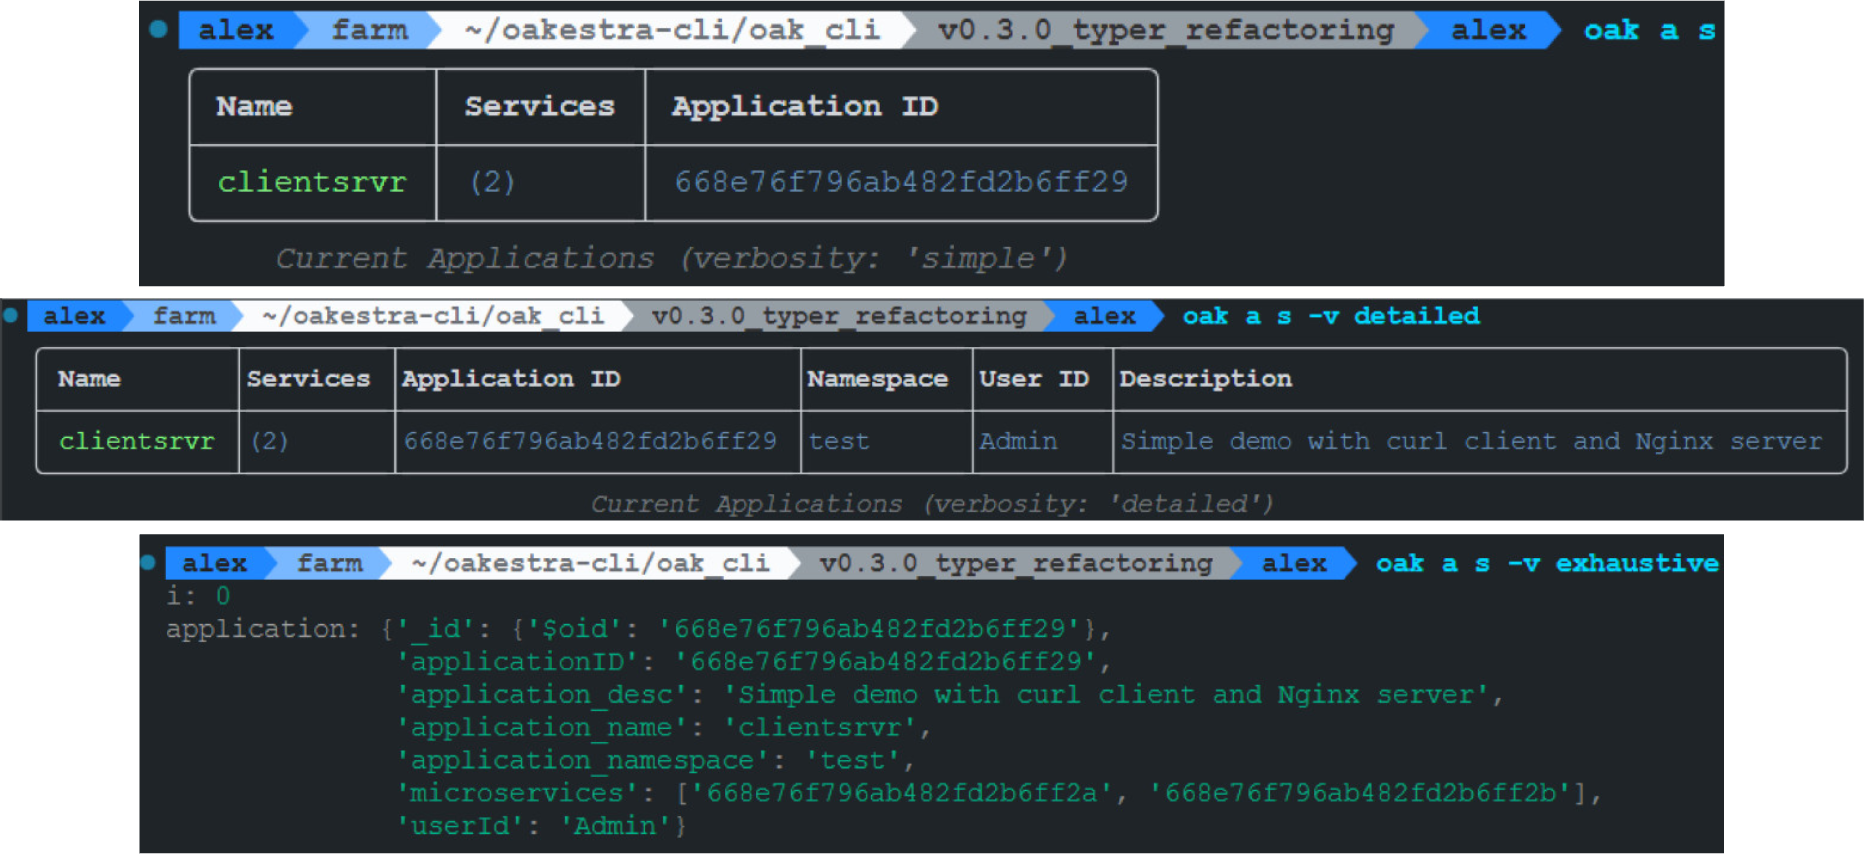 alex farm ~/oakestra-cli/oak_cli v0.3.0_typer_refactoring alex oak a s
Name Services Application ID
clientsrvr (2) 668e76f796ab482fd2b6ff29
Current Applications (verbosity: 'simple')
alex farm ~/oakestra-cli/oak_cli v0.3.0_typer_refactoring alex oak a s -v detailed
Name Services Application ID Namespace User ID Description
clientsrvr (2) 668e76f796ab482fd2b6ff29 test Admin Simple demo with curl client and Nginx server
Current Applications (verbosity: 'detailed')
alex farm ~/oakestra-cli/oak_cli v0.3.0_typer_refactoring alex oak a s -v exhaustive
i: 0
application: {'_id': {'$oid': '668e76f796ab482fd2b6ff29'},
'applicationID': '668e76f796ab482fd2b6ff29',
'application_desc': 'Simple demo with curl client and Nginx server',
'application_name': 'clientsrvr',
'application_namespace': 'test',
'microservices': ['668e76f796ab482fd2b6ff2a', '668e76f796ab482fd2b6ff2b'],
'userId': 'Admin'}